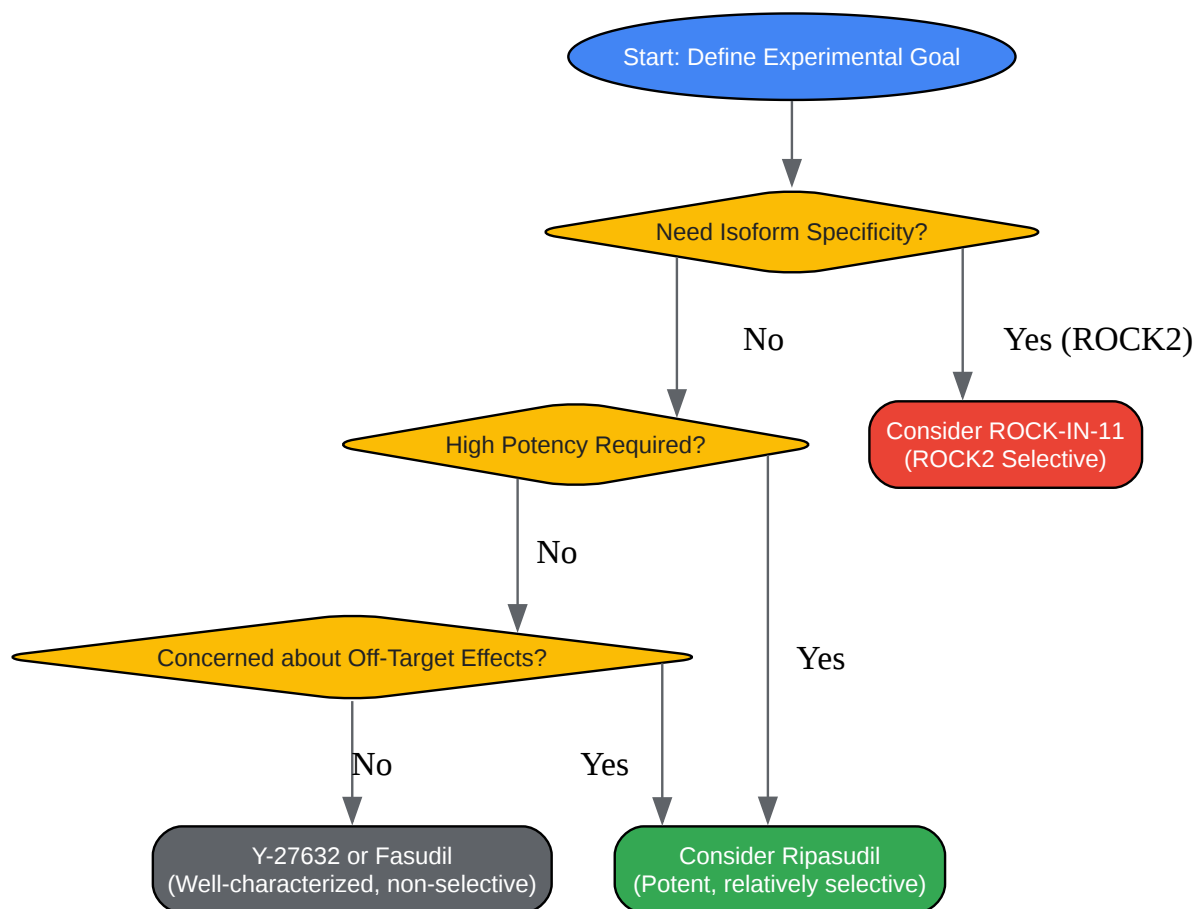 Start: Define Experimental Goal
Need Isoform Specificity?
No
Yes (ROCK2)
High Potency Required?
Consider ROCK-IN-11
(ROCK2 Selective)
No
Concerned about Off-Target Effects?
Yes
No
Yes
Y-27632 or Fasudil
(Well-characterized, non-selective)
Consider Ripasudil
(Potent, relatively selective)